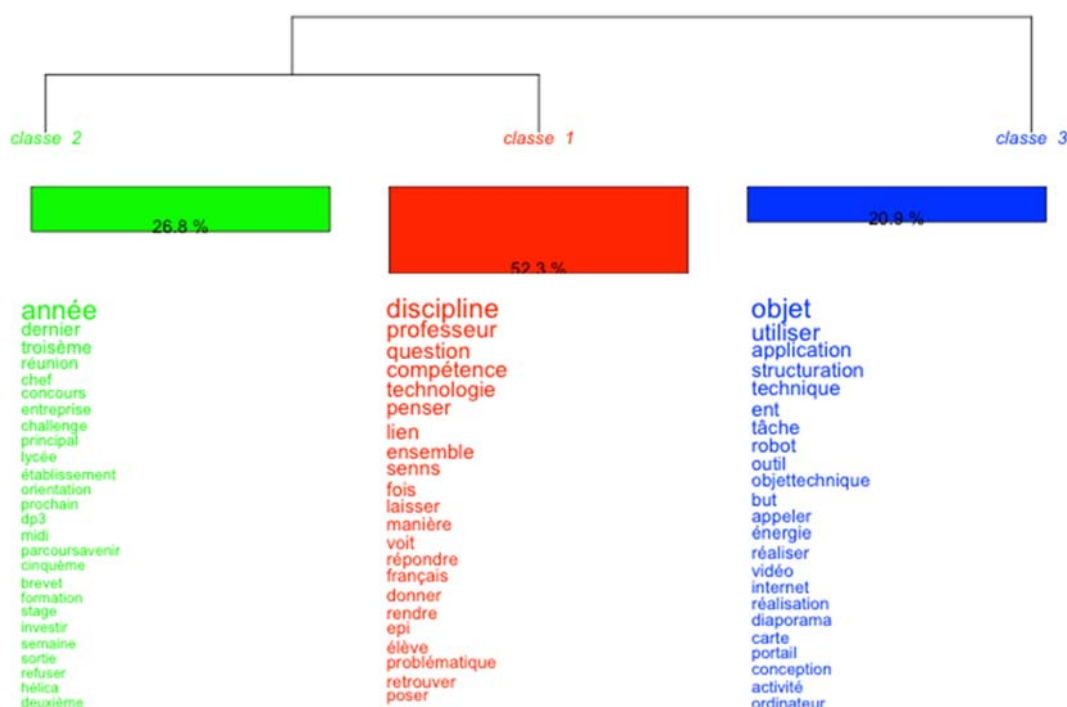 classe 2
classe 1
classe 3
26.8 %
52.3 %
20.9 %
année
dernier
troisème
réunion
chef
concours
entreprise
challenge
principal
lycée
établissement
orientation
prochain
dp3
midi
parcoursavenir
cinquème
brevet
formation
stage
investir
semaine
sortie
refuser
hélica
deuxième
discipline
professeur
question
compétence
technologie
penser
lien
ensemble
senns
fois
laisser
manière
voit
répondre
français
donner
rendre
epi
élève
problématique
retrouver
poser
objet
utiliser
application
structuration
technique
ent
tâche
robot
outil
objettechnique
but
appeler
énergie
réaliser
vidéo
internet
réalisation
diaporama
carte
portail
conception
activité
ordinateur